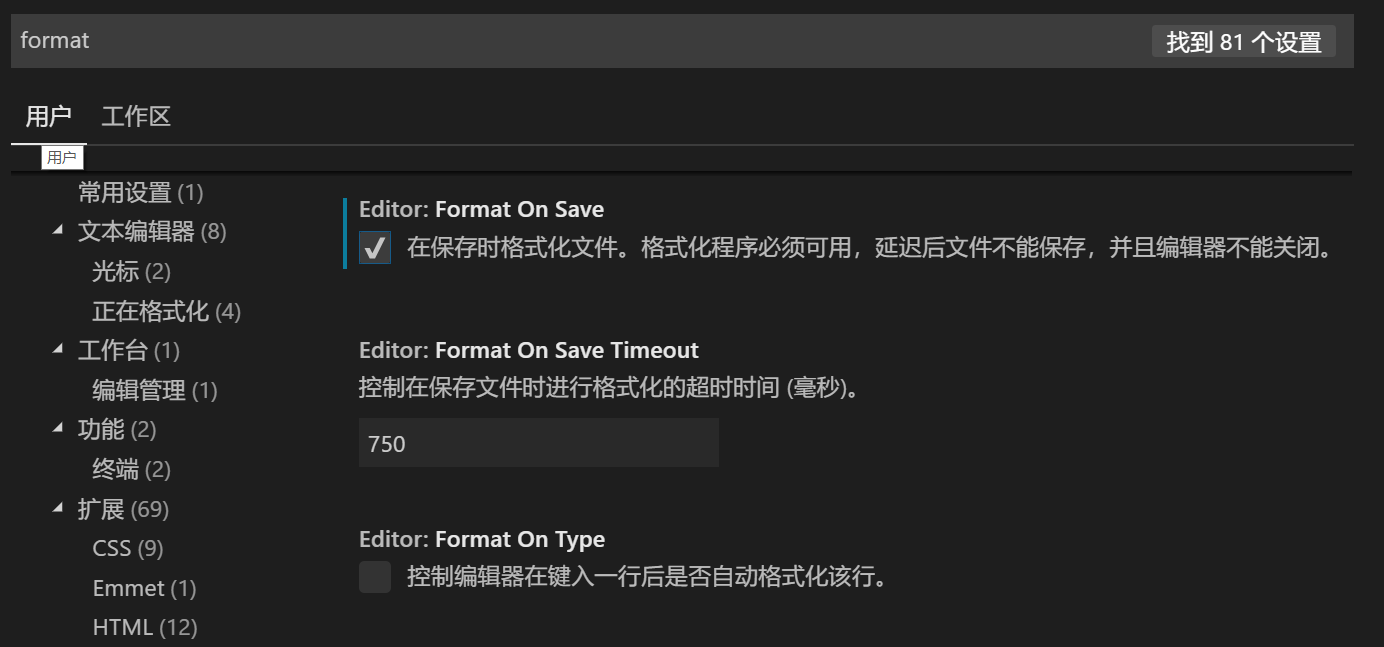 format
找到 81 个设置
用户 工作区
用户
常用设置 (1)
文本编辑器 (8)
光标 (2)
正在格式化 (4)
工作台 (1)
编辑管理 (1)
功能 (2)
终端 (2)
扩展 (69)
CSS (9)
Emmet (1)
HTML (12)
Editor: Format On Save
在保存时格式化文件。格式化程序必须可用，延迟后文件不能保存，并且编辑器不能关闭。
Editor: Format On Save Timeout
控制在保存文件时进行格式化的超时时间 (毫秒)。
750
Editor: Format On Type
控制编辑器在键入一行后是否自动格式化该行。